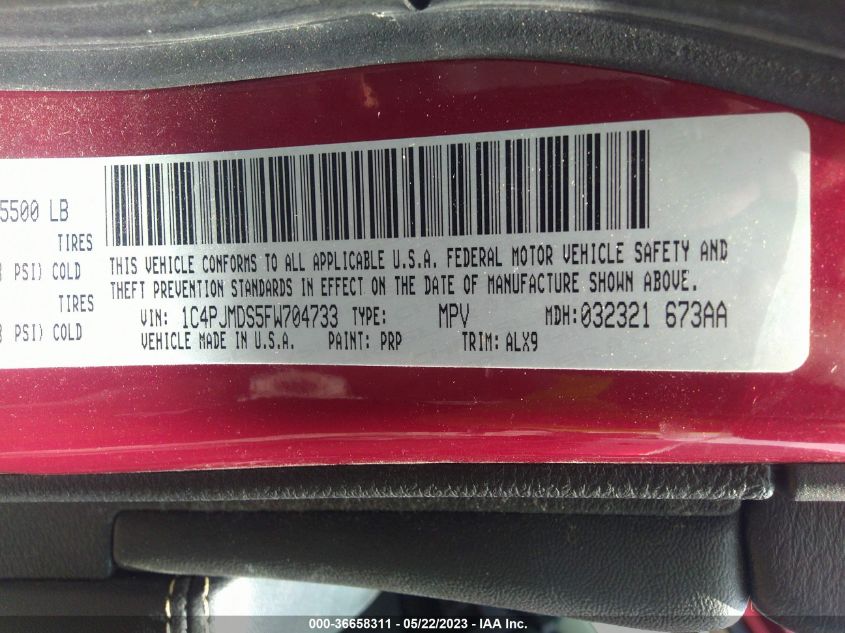 5500 LB
TIRES
PSI) COLD
TIRES
PSI) COLD
THIS VEHICLE CONFORMS TO ALL APPLICABLE U.S.A. FEDERAL MOTOR VEHICLE SAFETY AND
THEFT PREVENTION STANDARDS IN EFFECT ON THE DATE OF MANUFACTURE SHOWN ABOVE.
VIN: 1C4PJMDS5FW704733 TYPE: MPV MDH:032321 673AA
VEHICLE MADE IN U.S.A. PAINT: PRP TRIM: ALX9
000-36658311 - 05/22/2023 - IAA Inc.